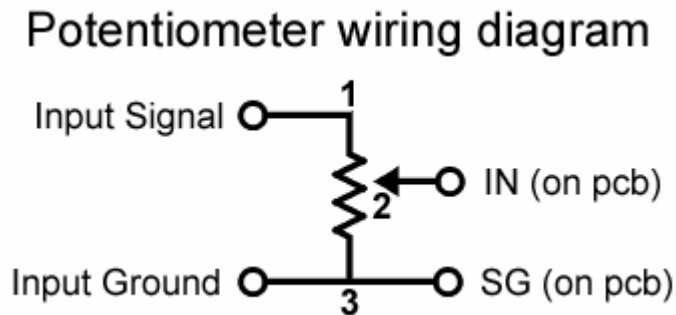 Potentiometer wiring diagram
1
Input Signal
IN (on pcb)
2
Input Ground
SG (on pcb)
3